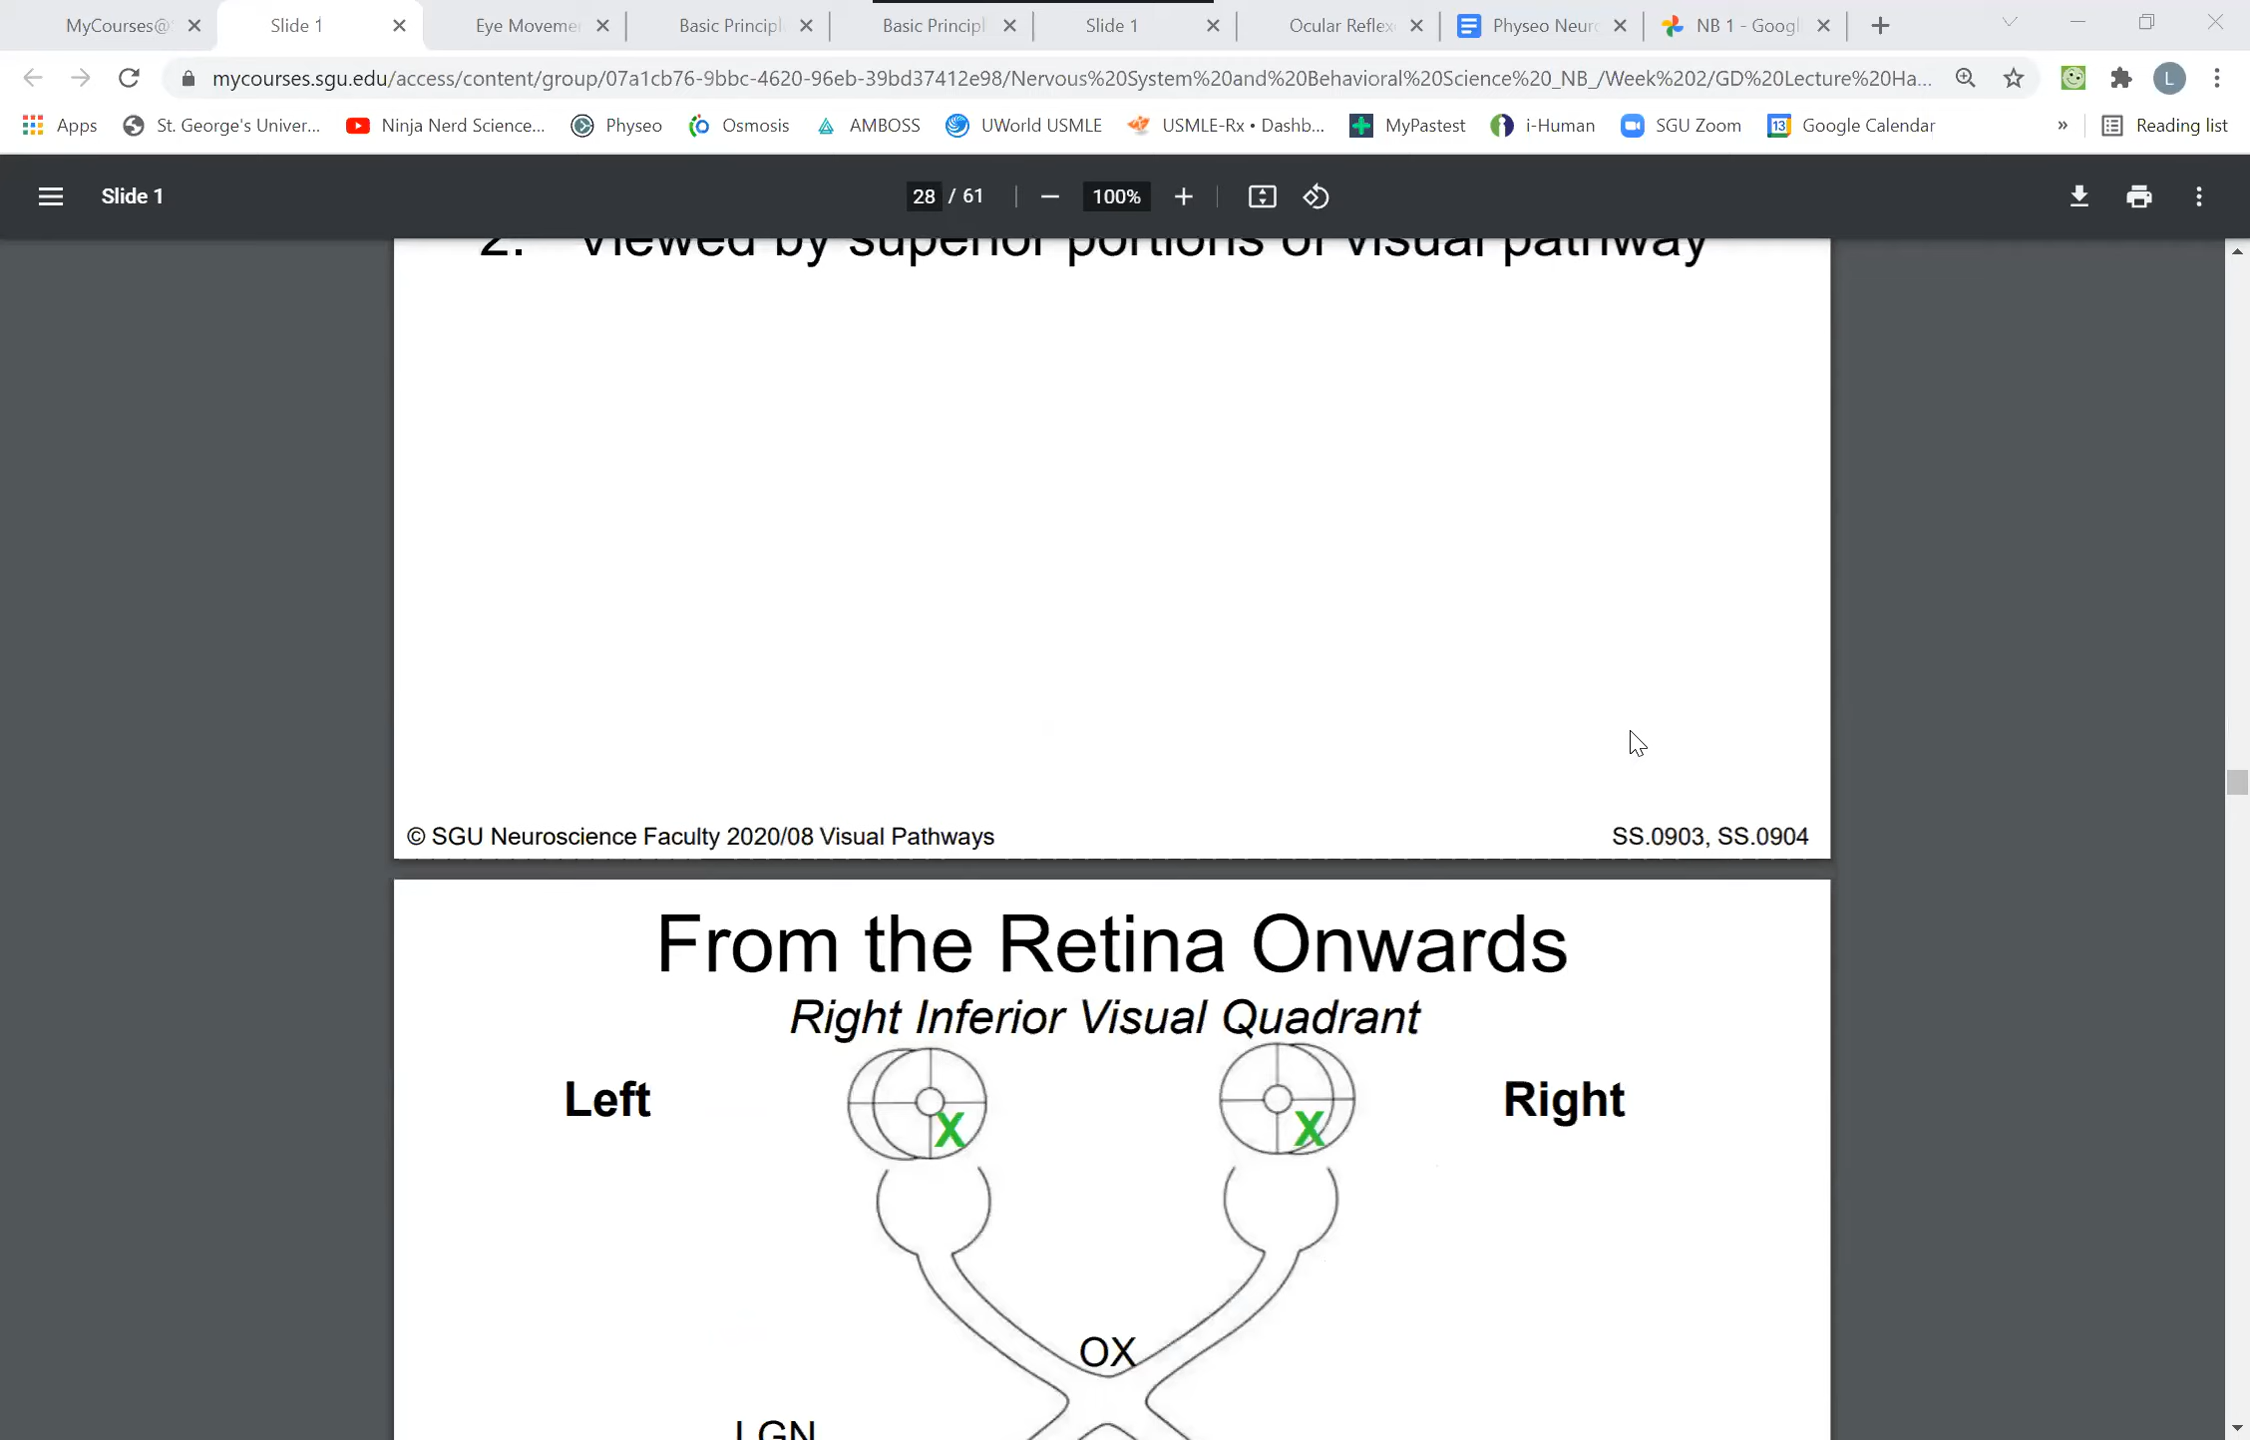 MyCourses@
Slide 1
Eye Movemen
Basic Principl
Basic Principl
Slide 1
Ocular Reflex
Physeo Neuro
NB 1 - Googl
mycourses.sgu.edu/access/content/group/07a1cb76-9bbc-4620-96eb-39bd37412e98/Nervous%20System%20and%20Behavioral%20Science%20_NB_/Week%202/GD%20Lecture%20Ha...
L
Apps
St. George's Univer...
Ninja Nerd Science...
Physeo
Osmosis
AMBOSS
UWorld USMLE
USMLE-Rx • Dashb...
MyPastest
i-Human
SGU Zoom
13
Google Calendar
»
Reading list
Slide 1
28 / 61
100%
2. Viewed by superior portions of visual pathway
© SGU Neuroscience Faculty 2020/08 Visual Pathways
SS.0903, SS.0904
From the Retina Onwards
Right Inferior Visual Quadrant
Left
X
X
Right
OX
LGN